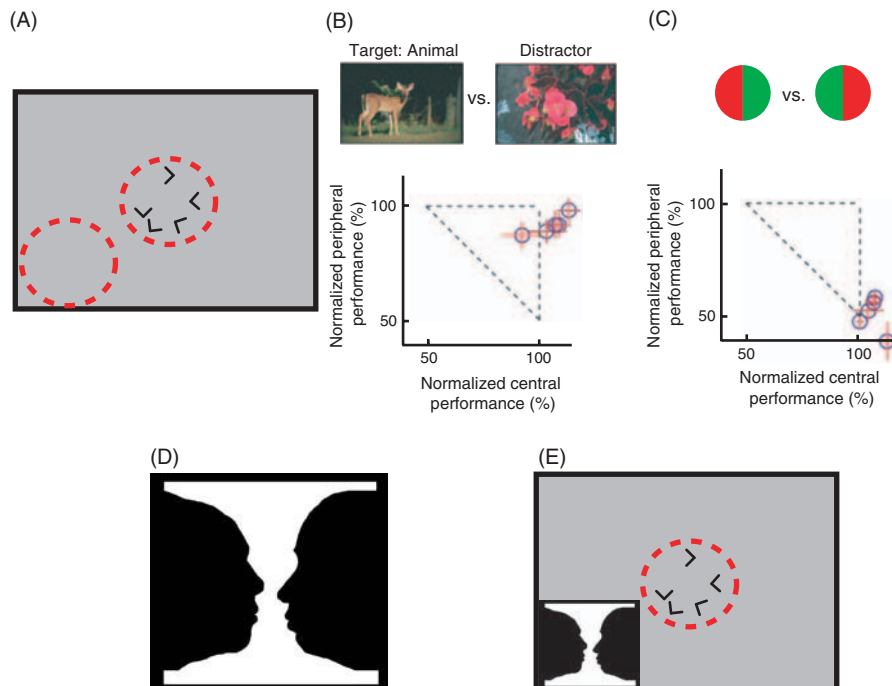 (A)
(B)
Target: Animal
vs.
Distractor
Normalized peripheral
performance (%)
100
50
50
100
Normalized central
performance (%)
(C)
vs.
Normalized peripheral
performance (%)
100
50
50
100
Normalized central
performance (%)
(D)
(E)